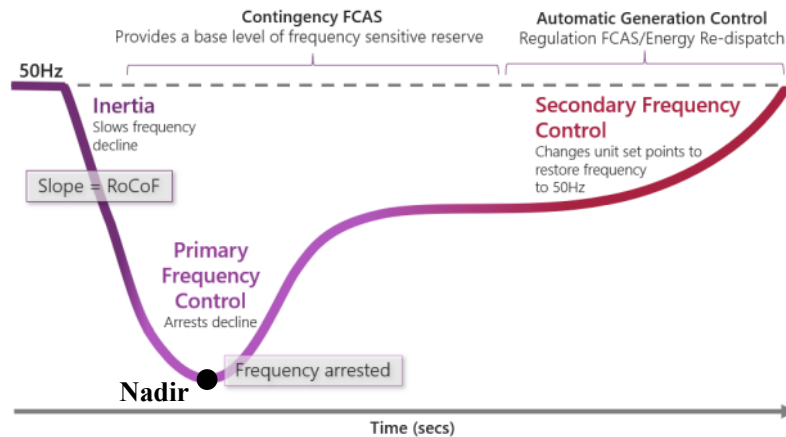 Contingency FCAS
Provides a base level of frequency sensitive reserve
Automatic Generation Control
Regulation FCAS/Energy Re-dispatch
50Hz
Inertia
Slows frequency
decline
Slope = RoCoF
Primary
Frequency
Control
Arrests decline
Secondary Frequency
Control
Changes unit set points to
restore frequency
to 50Hz
Nadir
Frequency arrested
Time (secs)